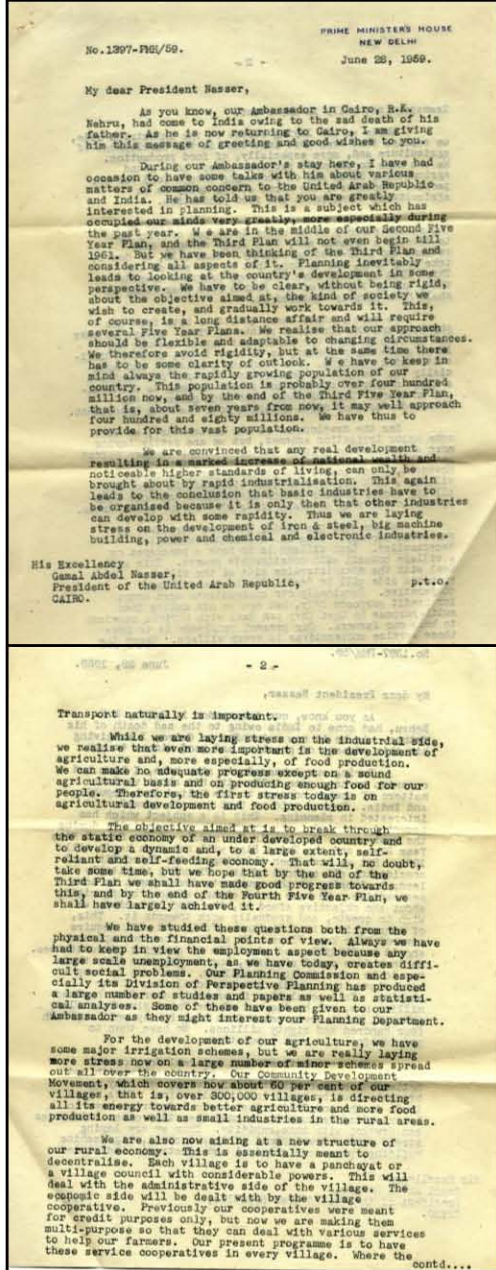 PRIME MINISTER'S HOUSE
NEW DELHI
No.1397-PMH/59.
June 28, 1959.
My dear President Nasser,
As you know, our Ambassador in Cairo, R.K.
Nehru, had come to India owing to the sad death of his
father. As he is now returning to Cairo, I am giving
him this message of greeting and good wishes to you.
During our Ambassador's stay here, I have had
occasion to have some talks with him about various
matters of common concern to the United Arab Republic
and India. He has told us that you are greatly
interested in planning. This is a subject which has
occupied our minds very greatly, more especially during
the past year. W e are in the middle of our Second Five
Year Plan, and the Third Plan will not even begin till
1961. But we have been thinking of the Third Plan and
considering all aspects of it. Planning inevitably
leads to looking at the country's development in some
perspective. We have to be clear, without being rigid,
about the objective aimed at, the kind of society we
wish to create, and gradually work towards it. This,
of course, is a long distance affair and will require
several Five Year Plans. We realise that our approach
should be flexible and adaptable to changing circumstances.
We therefore avoid rigidity, but at the same time there
has to be some clarity of outlook. W e have to keep in
mind always the rapidly growing population of our
country. This population is probably over four hundred
million now, and by the end of the Third Five Year Plan,
that is, about seven years from now, it may well approach
four hundred and eighty millions. We have thus to
provide for this vast population.
We are convinced that any real development
resulting in a marked increase of national wealth and
noticeable higher standards of living, can only be
brought about by rapid industrialisation. This again
leads to the conclusion that basic industries have to
be organised because it is only then that other industries
can develop with some rapidity. Thus we are laying
stress on the development of iron & steel, big machine
building, power and chemical and electronic industries.
His Excellency
Gamal Abdel Nasser,
President of the United Arab Republic,
CAIRO.
p.t.o.
- 2 -
Transport naturally is important.
While we are laying stress on the industrial side,
we realise that even more important is the development of
agriculture and, more especially, of food production.
We can make no adequate progress except on a sound
agricultural basis and on producing enough food for our
people. Therefore, the first stress today is on
agricultural development and food production.
The objective aimed at is to break through
the static economy of an under developed country and
to develop a dynamic and, to a large extent, self-
reliant and self-feeding economy. That will, no doubt,
take some time, but we hope that by the end of the
Third Plan we shall have made good progress towards
this, and by the end of the Fourth Five Year Plan, we
shall have largely achieved it.
We have studied these questions both from the
physical and the financial points of view. Always we have
had to keep in view the employment aspect because any
large scale unemployment, as we have today, creates diffi-
cult social problems. Our Planning Commission and espe-
cially its Division of Perspective Planning has produced
a large number of studies and papers as well as statisti-
cal analyses. Some of these have been given to our
Ambassador as they might interest your Planning Department.
For the development of our agriculture, we have
some major irrigation schemes, but we are really laying
more stress now on a large number of minor schemes spread
out all over the country. Our Community Development
Movement, which covers now about 60 per cent of our
villages, that is, over 300,000 villages, is directing
all its energy towards better agriculture and more food
production as well as small industries in the rural areas.
We are also now aiming at a new structure of
our rural economy. This is essentially meant to
decentralise. Each village is to have a panchayat or
a village council with considerable powers. This will
deal with the administrative side of the village. The
economic side will be dealt with by the village
cooperative. Previously our cooperatives were meant
for credit purposes only, but now we are making them
multi-purpose so that they can deal with various services
to help our farmers. Our present programme is to have
these service cooperatives in every village. Where the
contd....